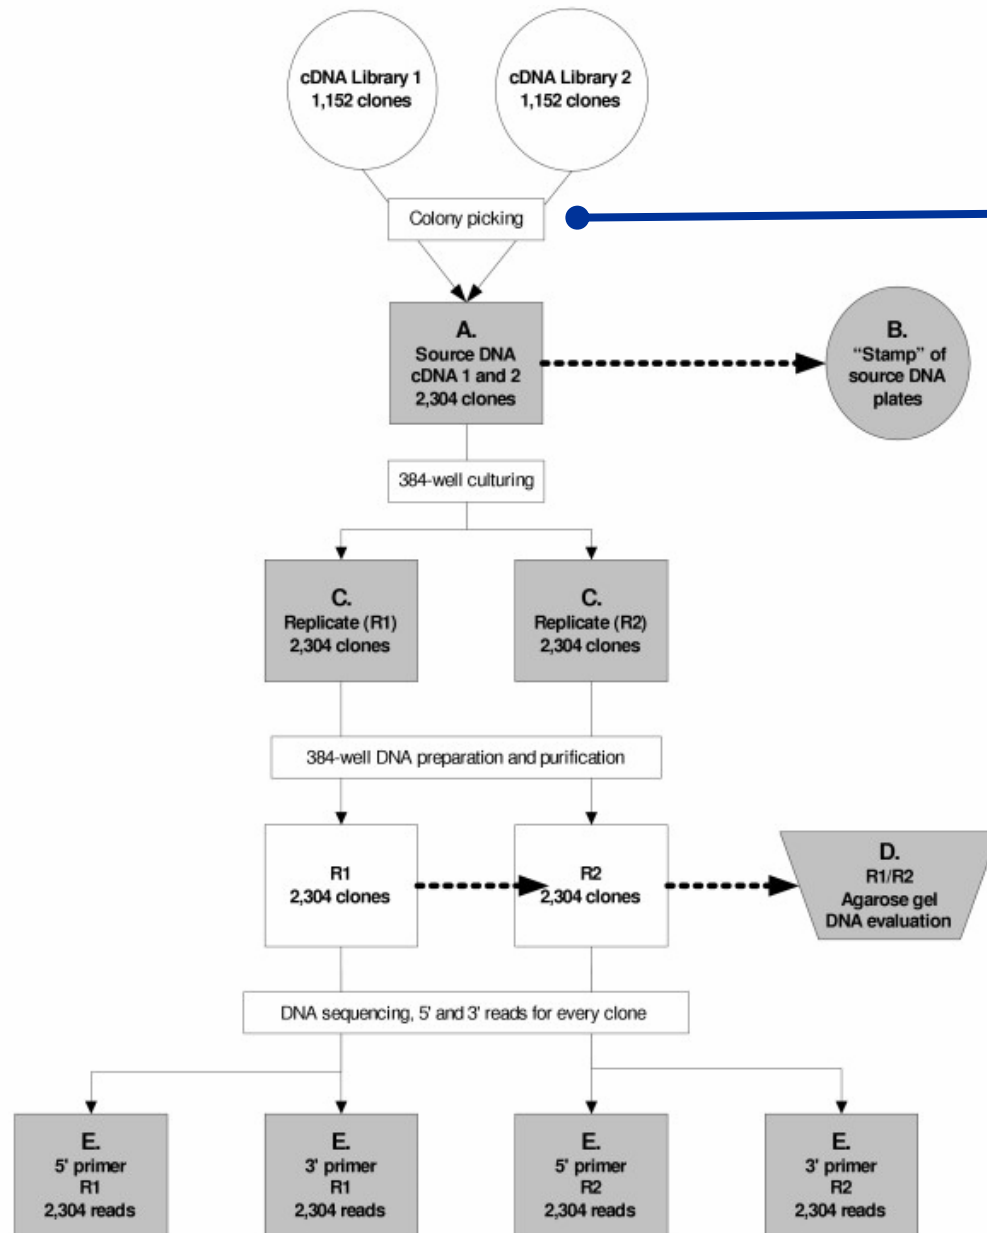 cDNA Library 1
1,152 clones
cDNA Library 2
1,152 clones
Colony picking
A.
Source DNA
cDNA 1 and 2
2,304 clones
B.
“Stamp” of
source DNA
plates
384-well culturing
C.
Replicate (R1)
2,304 clones
C.
Replicate (R2)
2,304 clones
384-well DNA preparation and purification
R1
2,304 clones
R2
2,304 clones
D.
R1/R2
Agarose gel
DNA evaluation
DNA sequencing, 5' and 3' reads for every clone
E.
5' primer
R1
2,304 reads
E.
3' primer
R1
2,304 reads
E.
5' primer
R2
2,304 reads
E.
3' primer
R2
2,304 reads